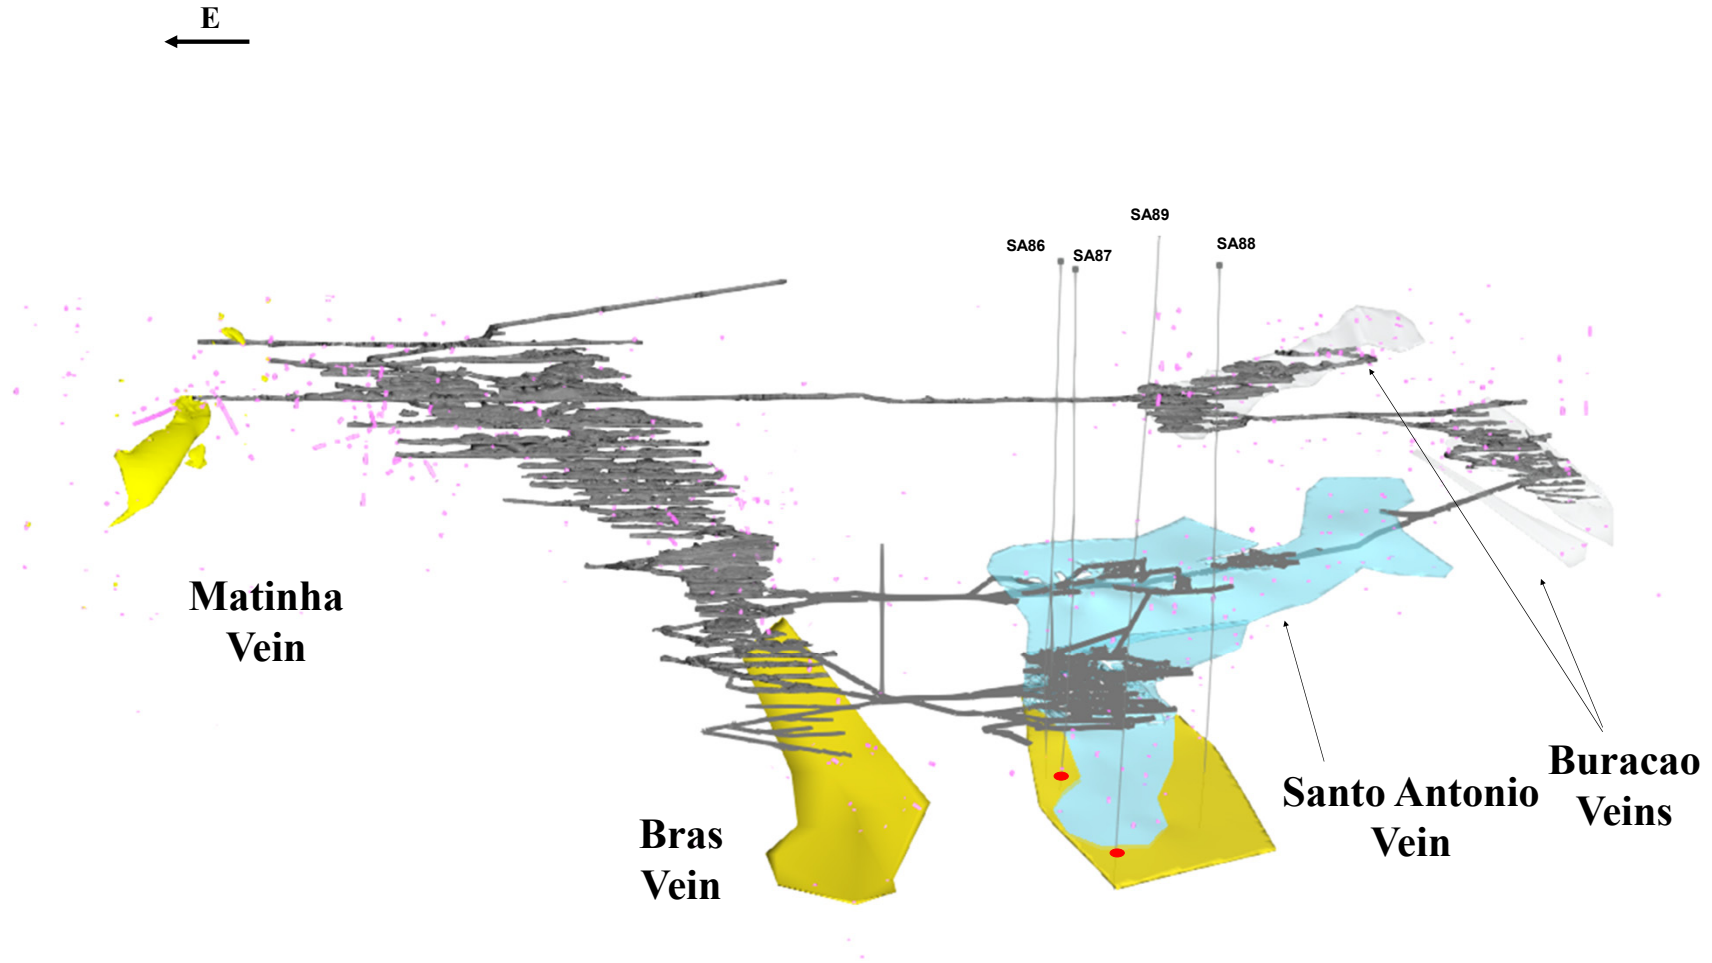 E
SA89
SA86
SA87
SA88
Matinha
Vein
Bras
Vein
Santo Antonio
Vein
Buracao
Veins